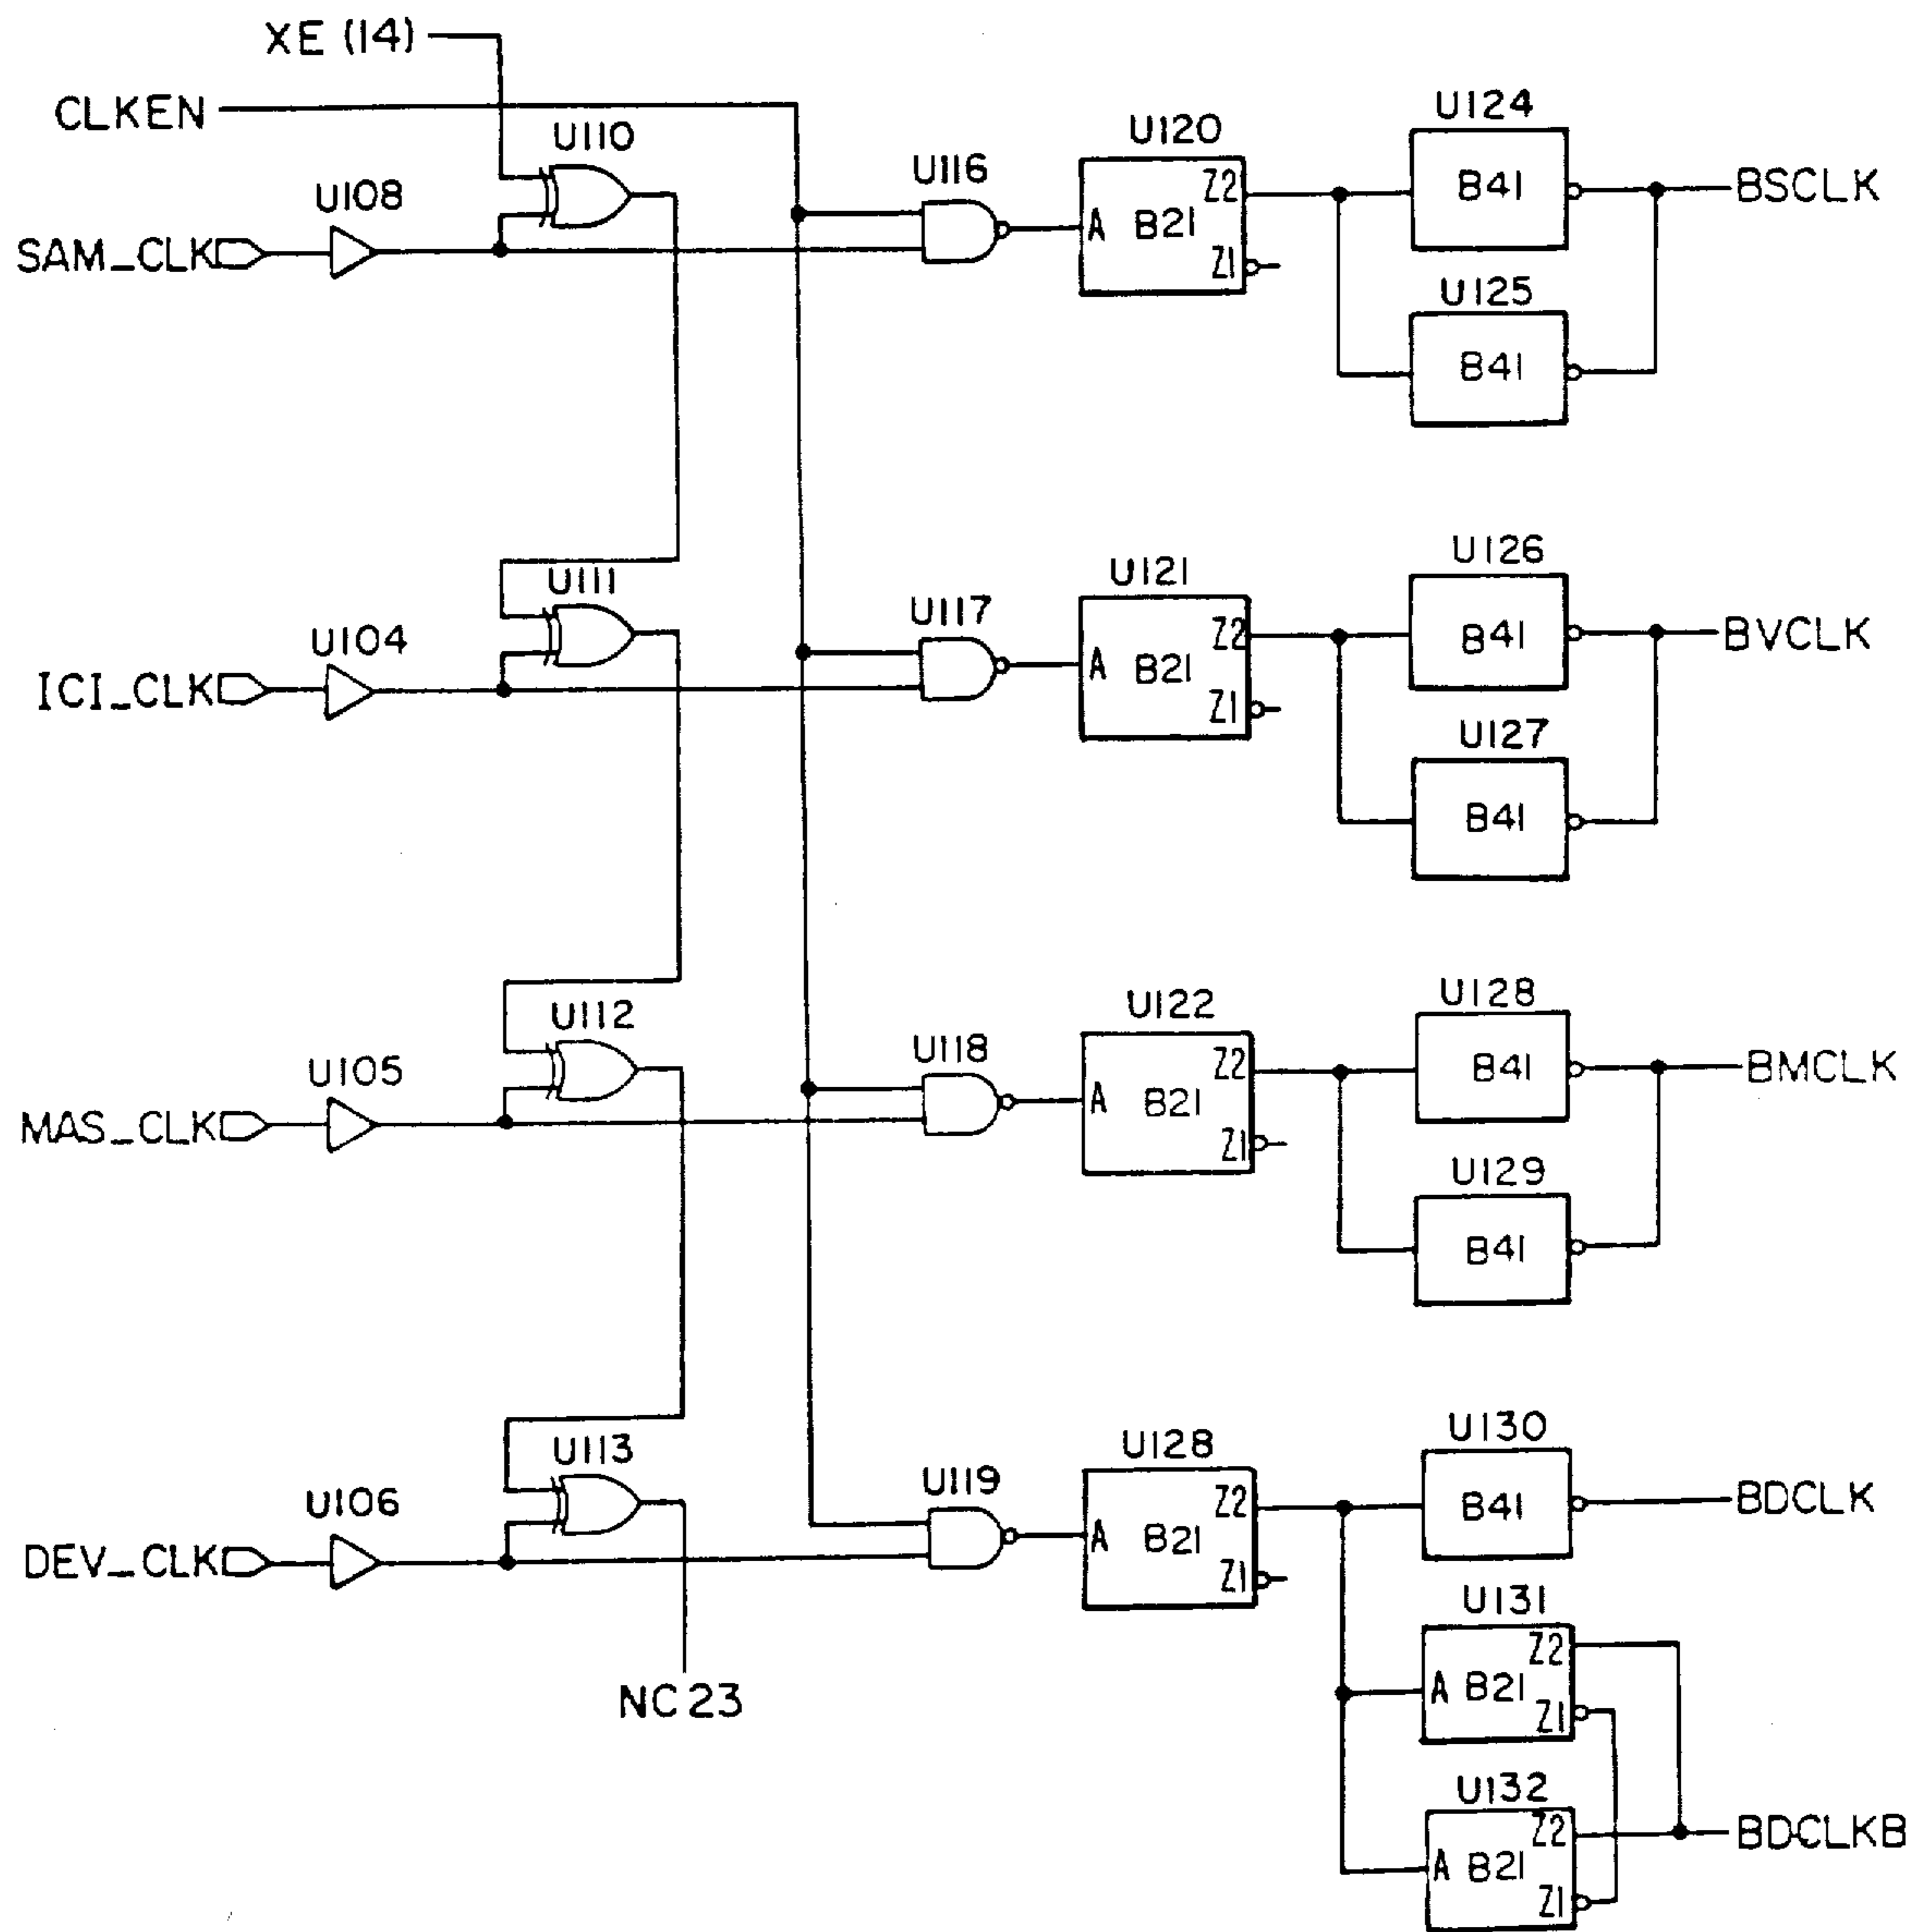 XE (14)
CLKEN
U110
U108
SAM_CLK
U116
U120
A B21 Z2 Z1
U124
B41
BSCLK
U125
B41
U111
U104
ICI_CLK
U117
U121
A B21 Z2 Z1
U126
B41
BVCLK
U127
B41
U112
U105
MAS_CLK
U118
U122
A B21 Z2 Z1
U128
B41
BMCLK
U129
B41
U113
U106
DEV_CLK
NC 23
U119
U128
A B21 Z2 Z1
U130
B41
BDCLK
U131
A B21 Z2 Z1
U132
A B21 Z2 Z1
BDCLKB